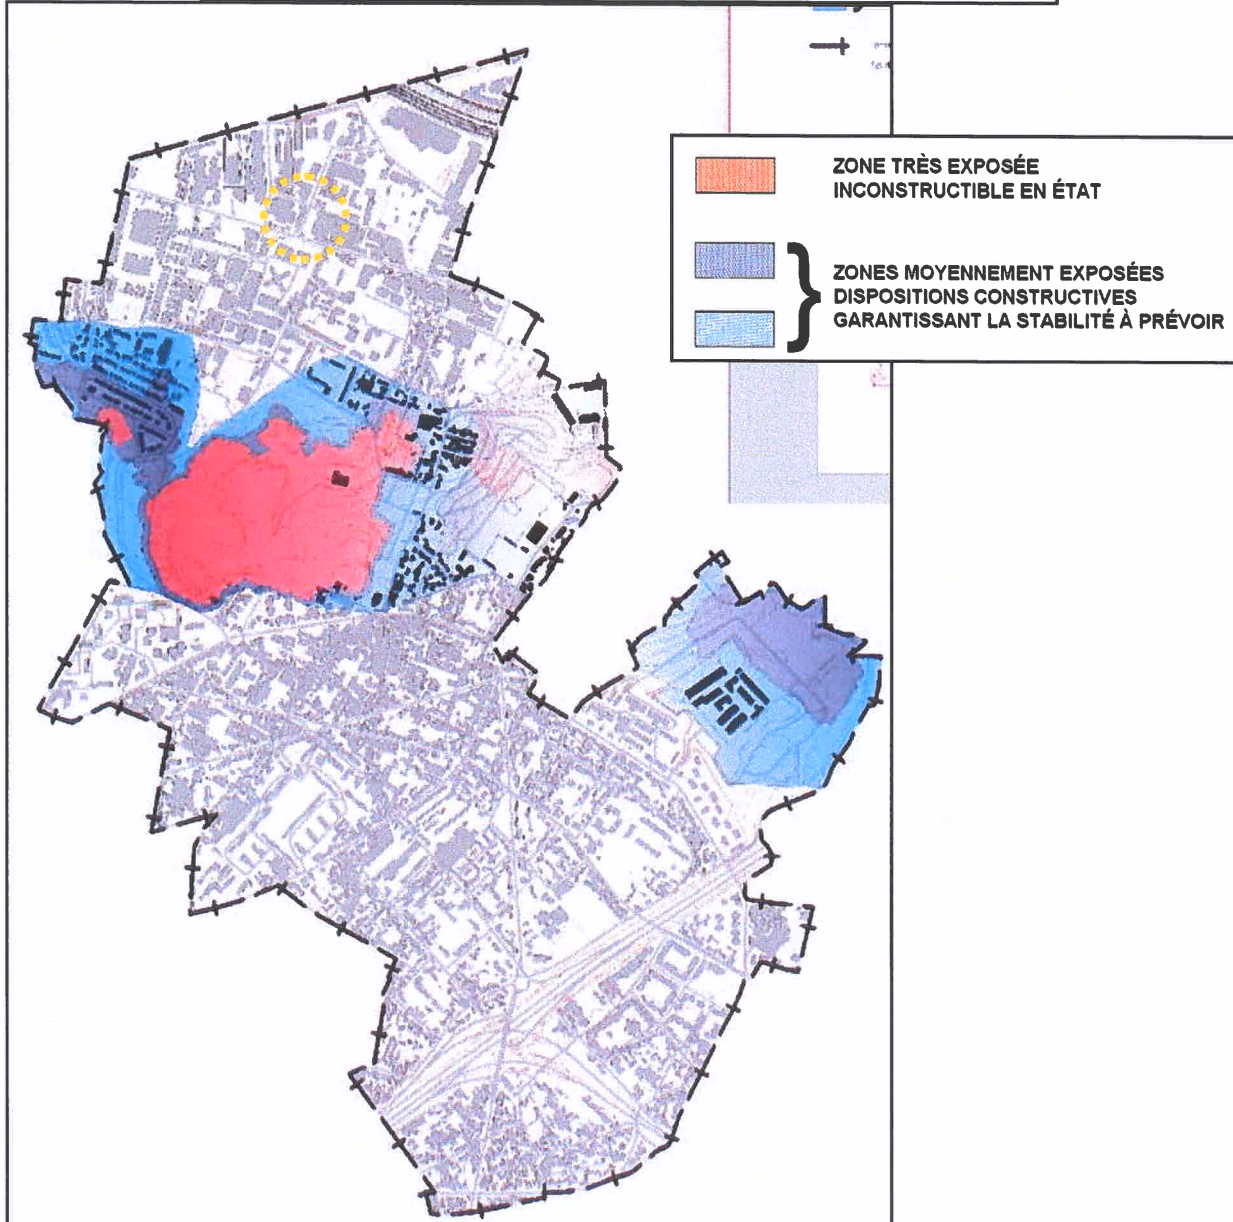 ZONE TRÈS EXPOSÉE
INCONSTRUCTIBLE EN ÉTAT
ZONES MOYENNEMENT EXPOSÉES
DISPOSITIONS CONSTRUCTIVES
GARANTISSANT LA STABILITÉ À PRÉVOIR